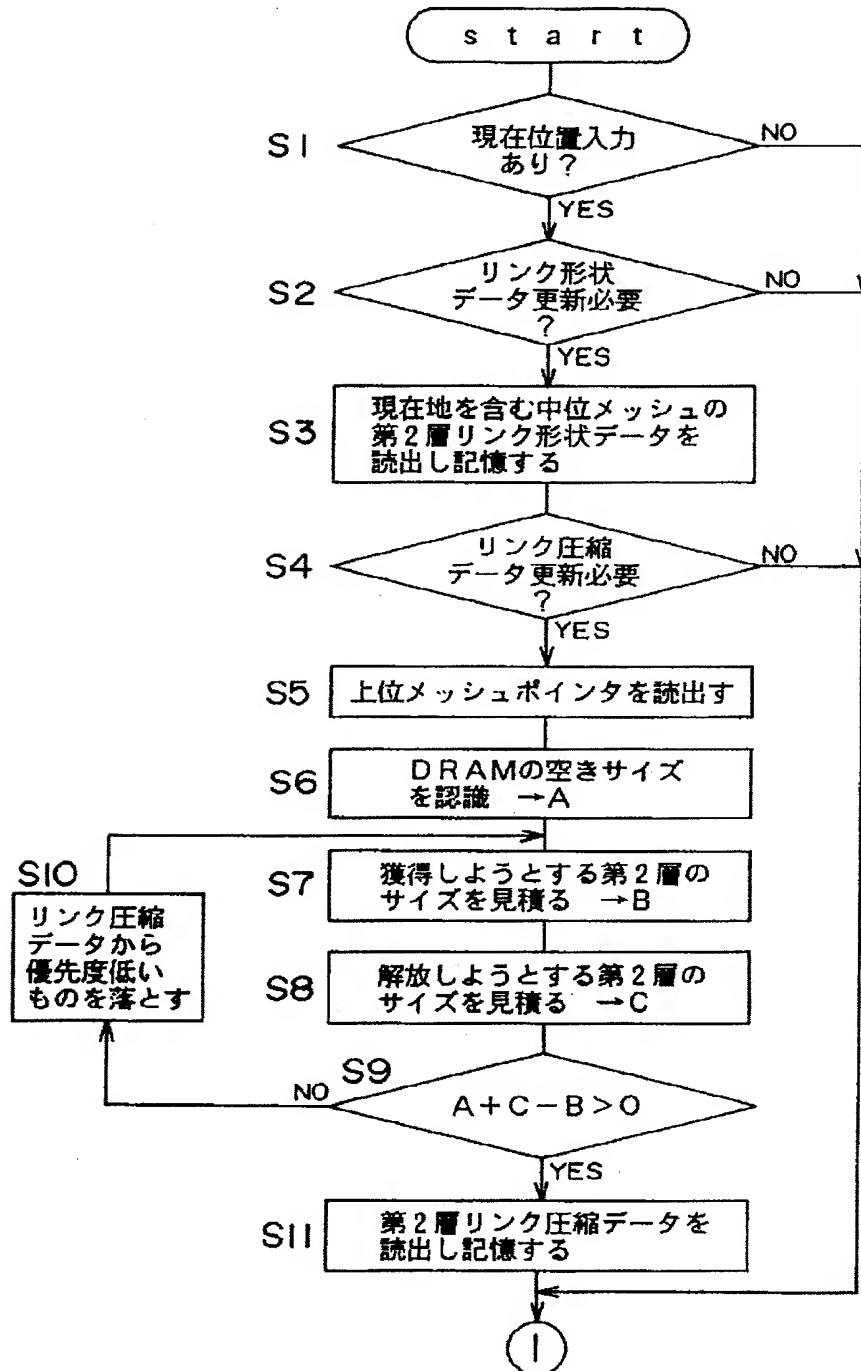 start
S1
現在位置入力
あり?
NO
YES
S2
リンク形状
データ更新必要
?
NO
YES
S3
現在地を含む中位メッシュの
第2層リンク形状データを
読出し記憶する
S4
リンク圧縮
データ更新必要
?
NO
YES
S5
上位メッシュポインタを読出す
S6
DRAMの空きサイズ
を認識 →A
S10
リンク圧縮
データから
優先度低い
ものを落とす
S7
獲得しようとする第2層の
サイズを見積る →B
S8
解放しようとする第2層の
サイズを見積る →C
S9
A+C-B>0
NO
YES
S11
第2層リンク圧縮データを
読出し記憶する
1